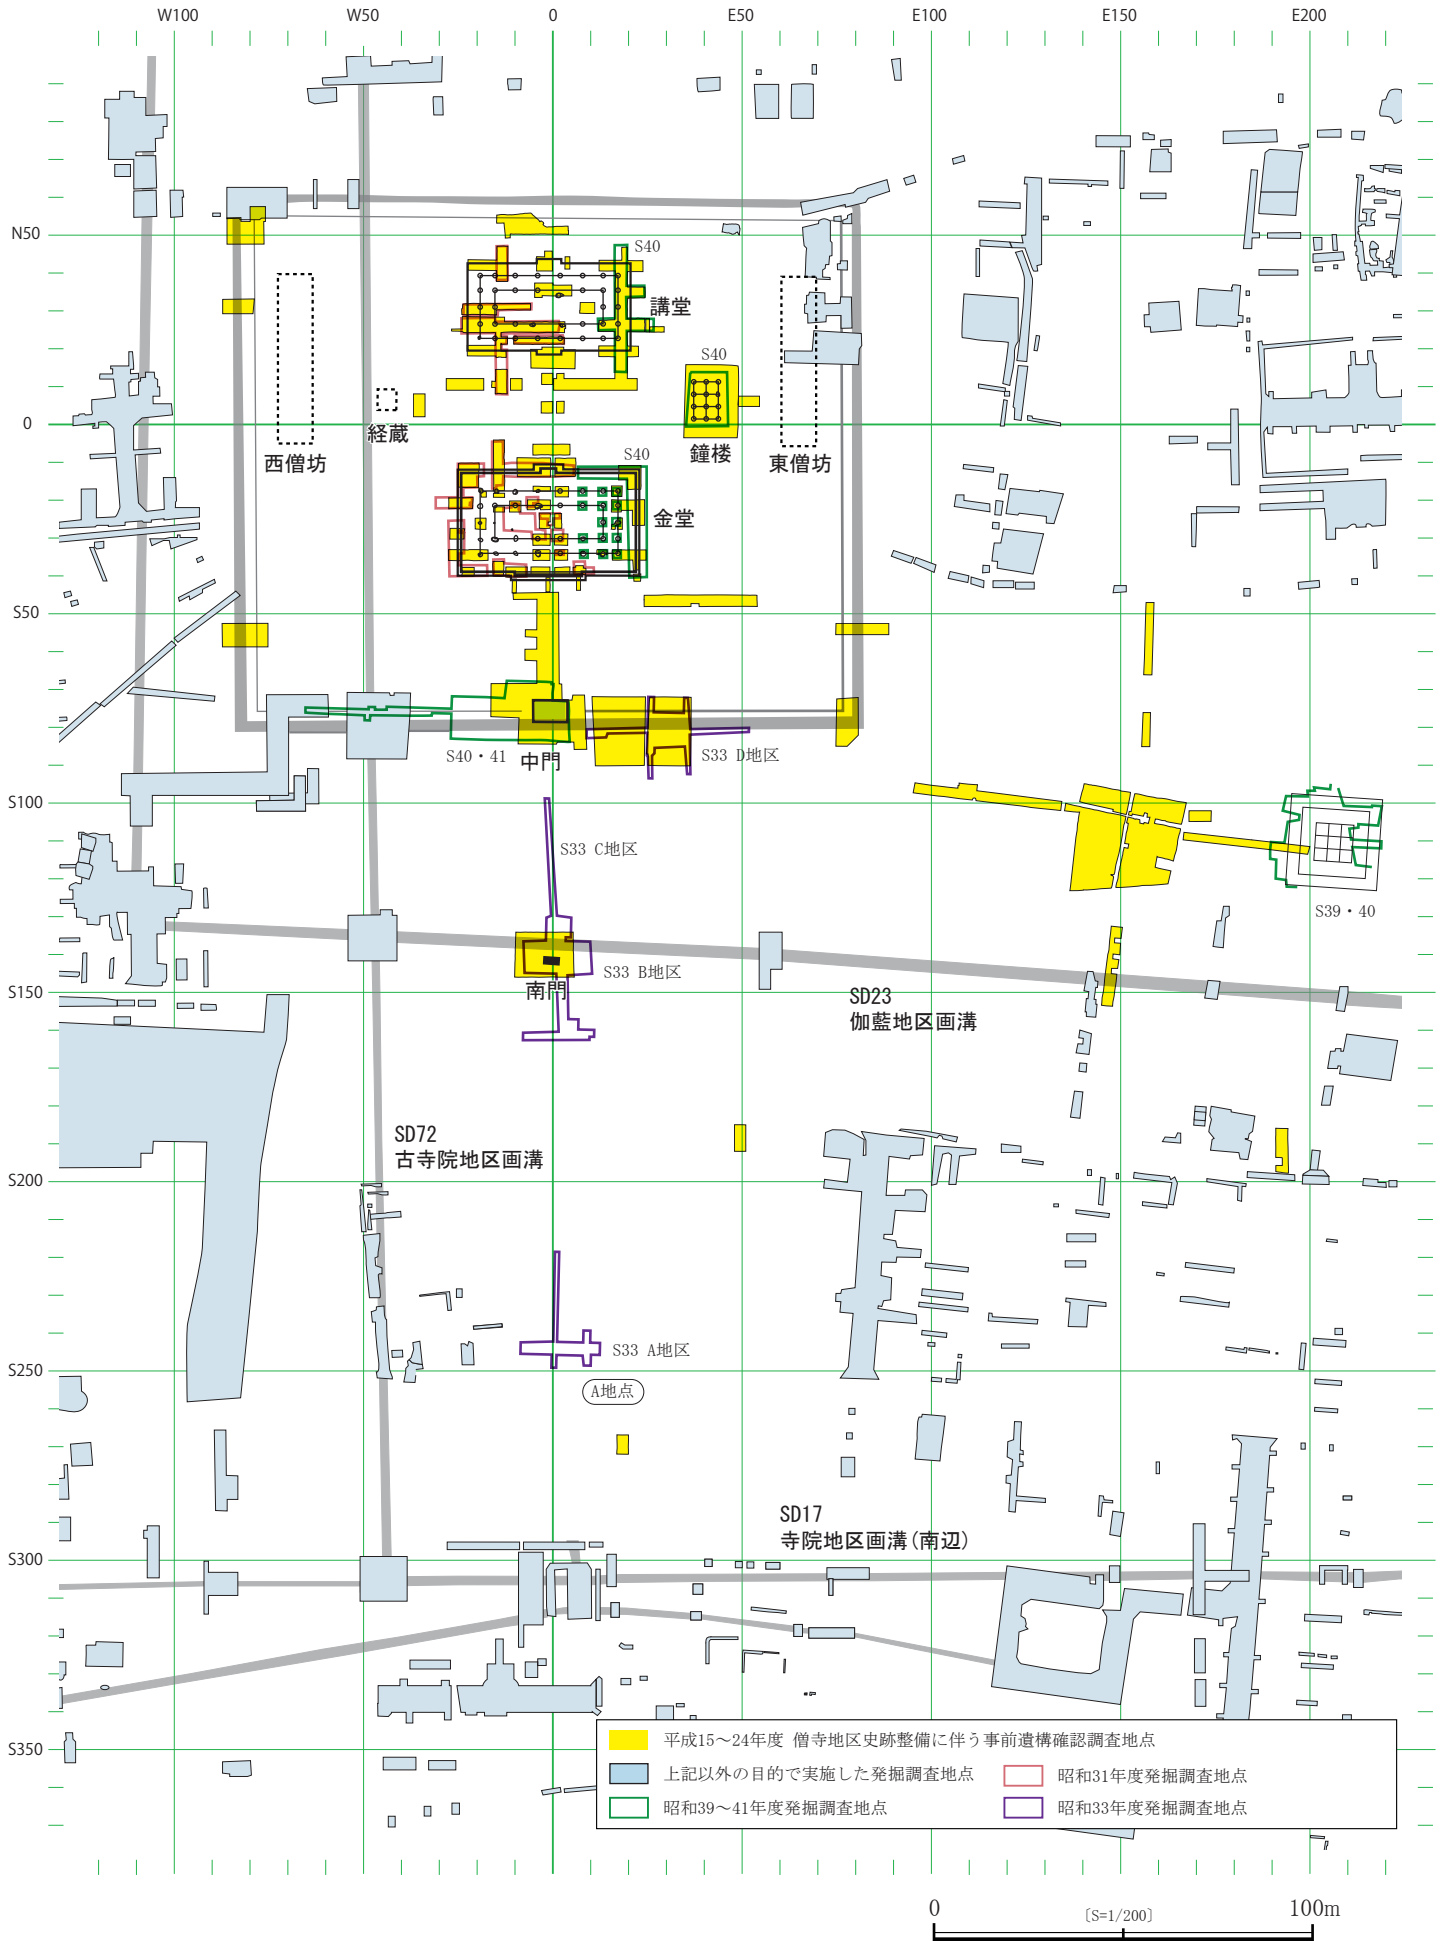 W100 W50 0 E50 E100 E150 E200
N50
S40
講堂
S40
0
経蔵
西僧坊
鐘楼
東僧坊
S40
金堂
S50
S40・41
中門
S33 D地区
S100
S33 C地区
S39・40
S33 B地区
南門
S150
SD23
伽藍地区画溝
SD72
古寺院地区画溝
S200
S33 A地区
S250
A地点
SD17
寺院地区画溝(南辺)
S300
S350
平成15～24年度 僧寺地区史跡整備に伴う事前遺構確認調査地点
上記以外の目的で実施した発掘調査地点
昭和31年度発掘調査地点
昭和39～41年度発掘調査地点
昭和33年度発掘調査地点
0 〔S=1/200〕 100m